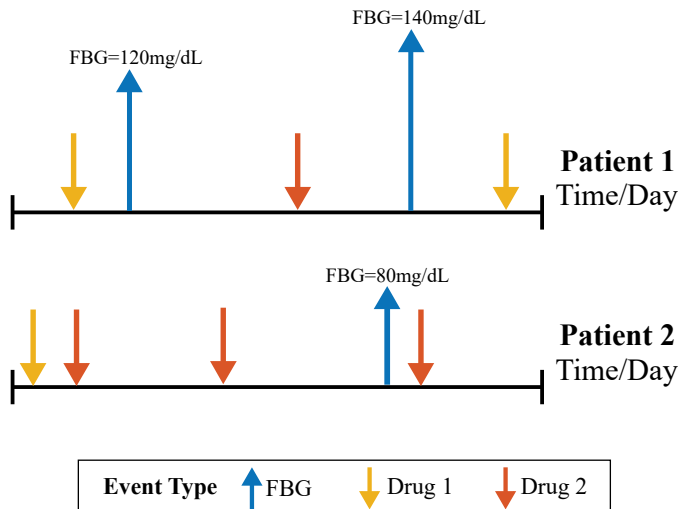 FBG=140mg/dL
FBG=120mg/dL
Patient 1
Time/Day
FBG=80mg/dL
Patient 2
Time/Day
Event Type FBG Drug 1 Drug 2